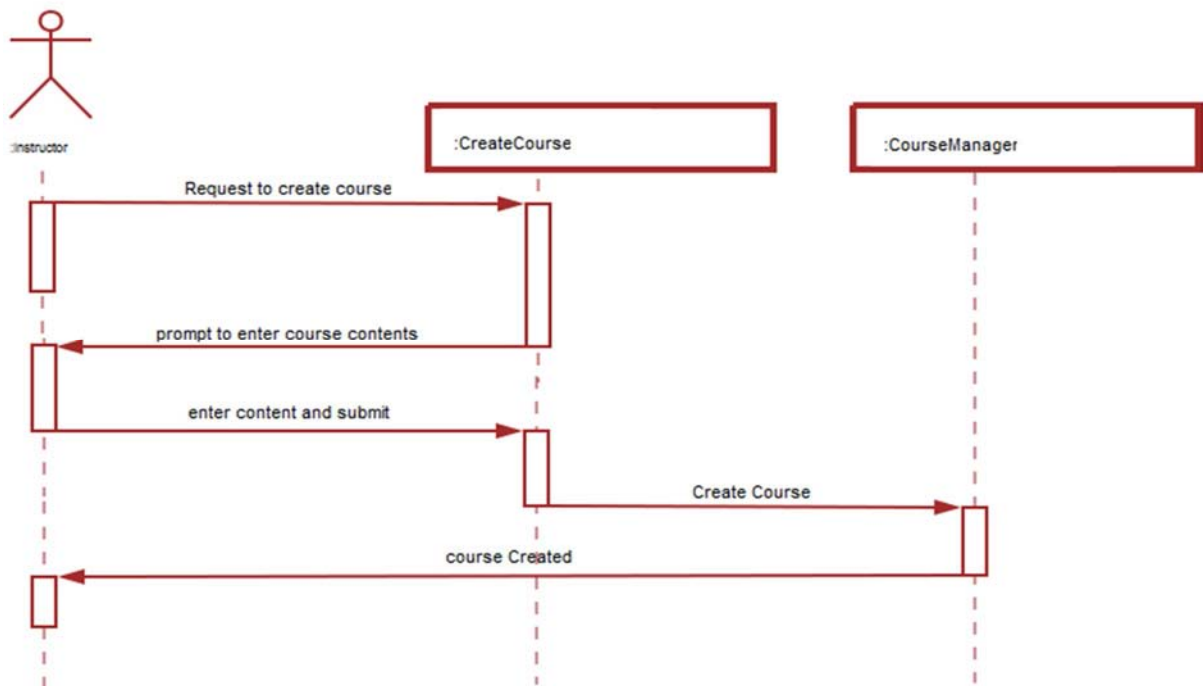 :Instructor
:CreateCourse
:CourseManager
Request to create course
prompt to enter course contents
enter content and submit
Create Course
course Created